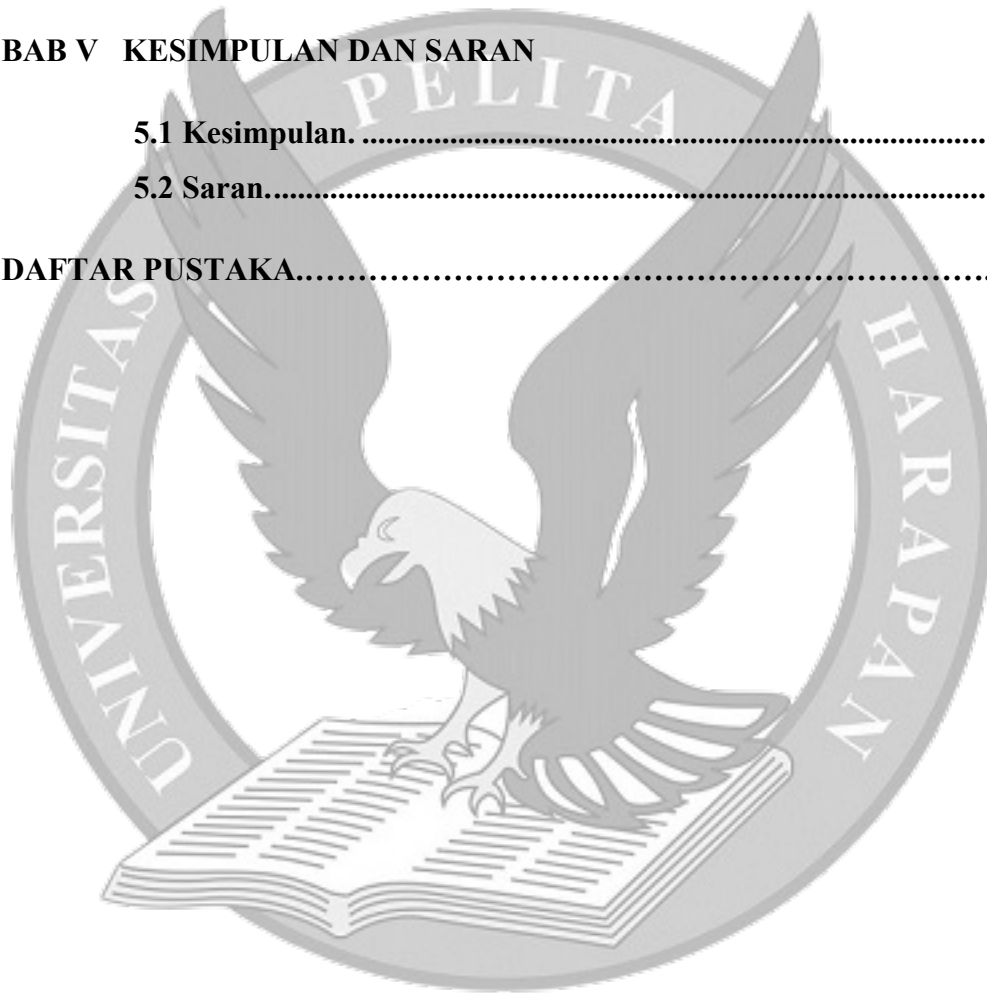 BAB V KESIMPULAN DAN SARAN
5.1 Kesimpulan. ................................................................................
5.2 Saran............................................................................................
DAFTAR PUSTAKA..………………………..………………………………..
UNIVERSITAS PELITA HARAPAN